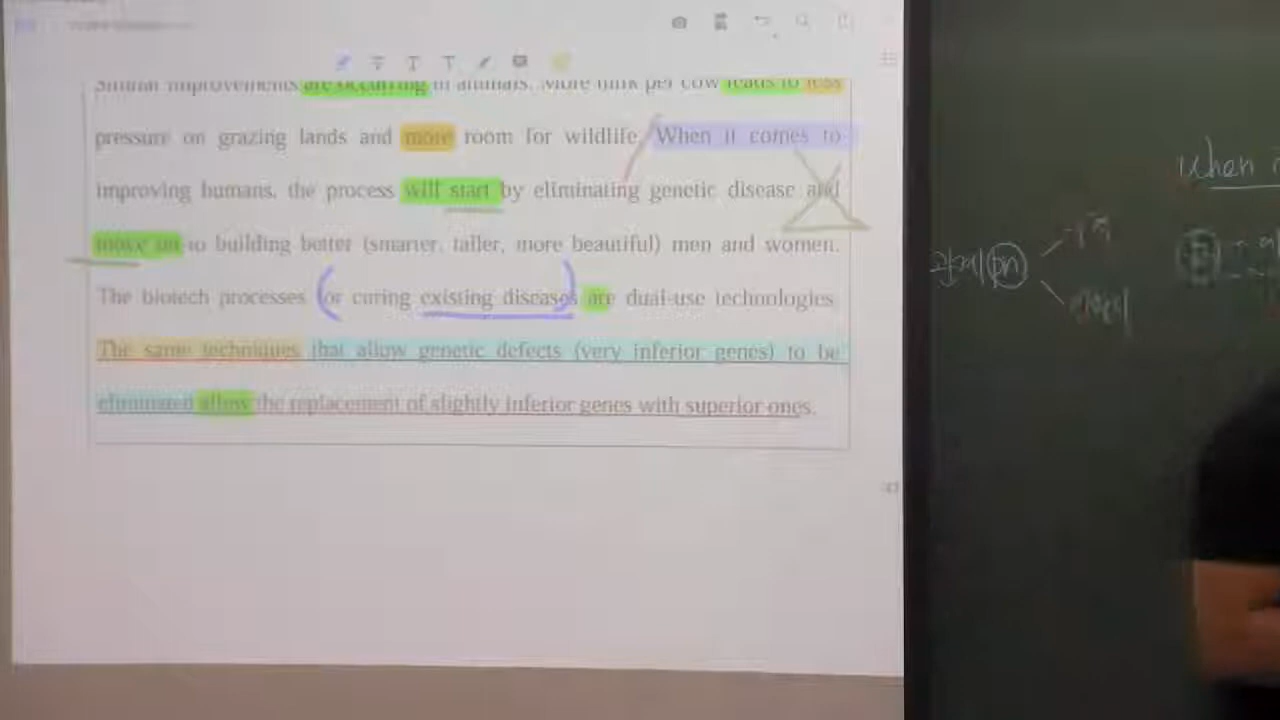 Similar improvements are occurring in animals. More milk per cow leads to less
pressure on grazing lands and more room for wildlife. When it comes to
improving humans, the process will start by eliminating genetic disease and
move on to building better (smarter, taller, more beautiful) men and women.
The biotech processes for curing existing diseases are dual-use technologies.
The same techniques that allow genetic defects (very inferior genes) to be
eliminated allow the replacement of slightly inferior genes with superior ones.
when